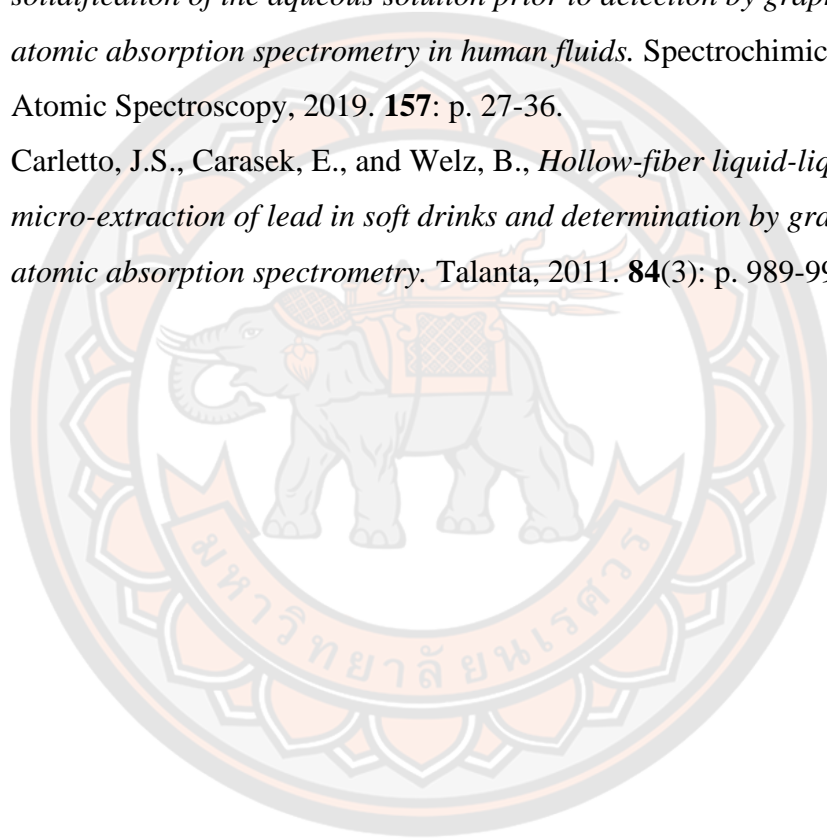 solidification of the aqueous solution prior to detection by grap
atomic absorption spectrometry in human fluids. Spectrochimic
Atomic Spectroscopy, 2019. 157: p. 27-36.
Carletto, J.S., Carasek, E., and Welz, B., Hollow-fiber liquid-liq
micro-extraction of lead in soft drinks and determination by gra
atomic absorption spectrometry. Talanta, 2011. 84(3): p. 989-99
มหาวิทยาลัยนเรศวร